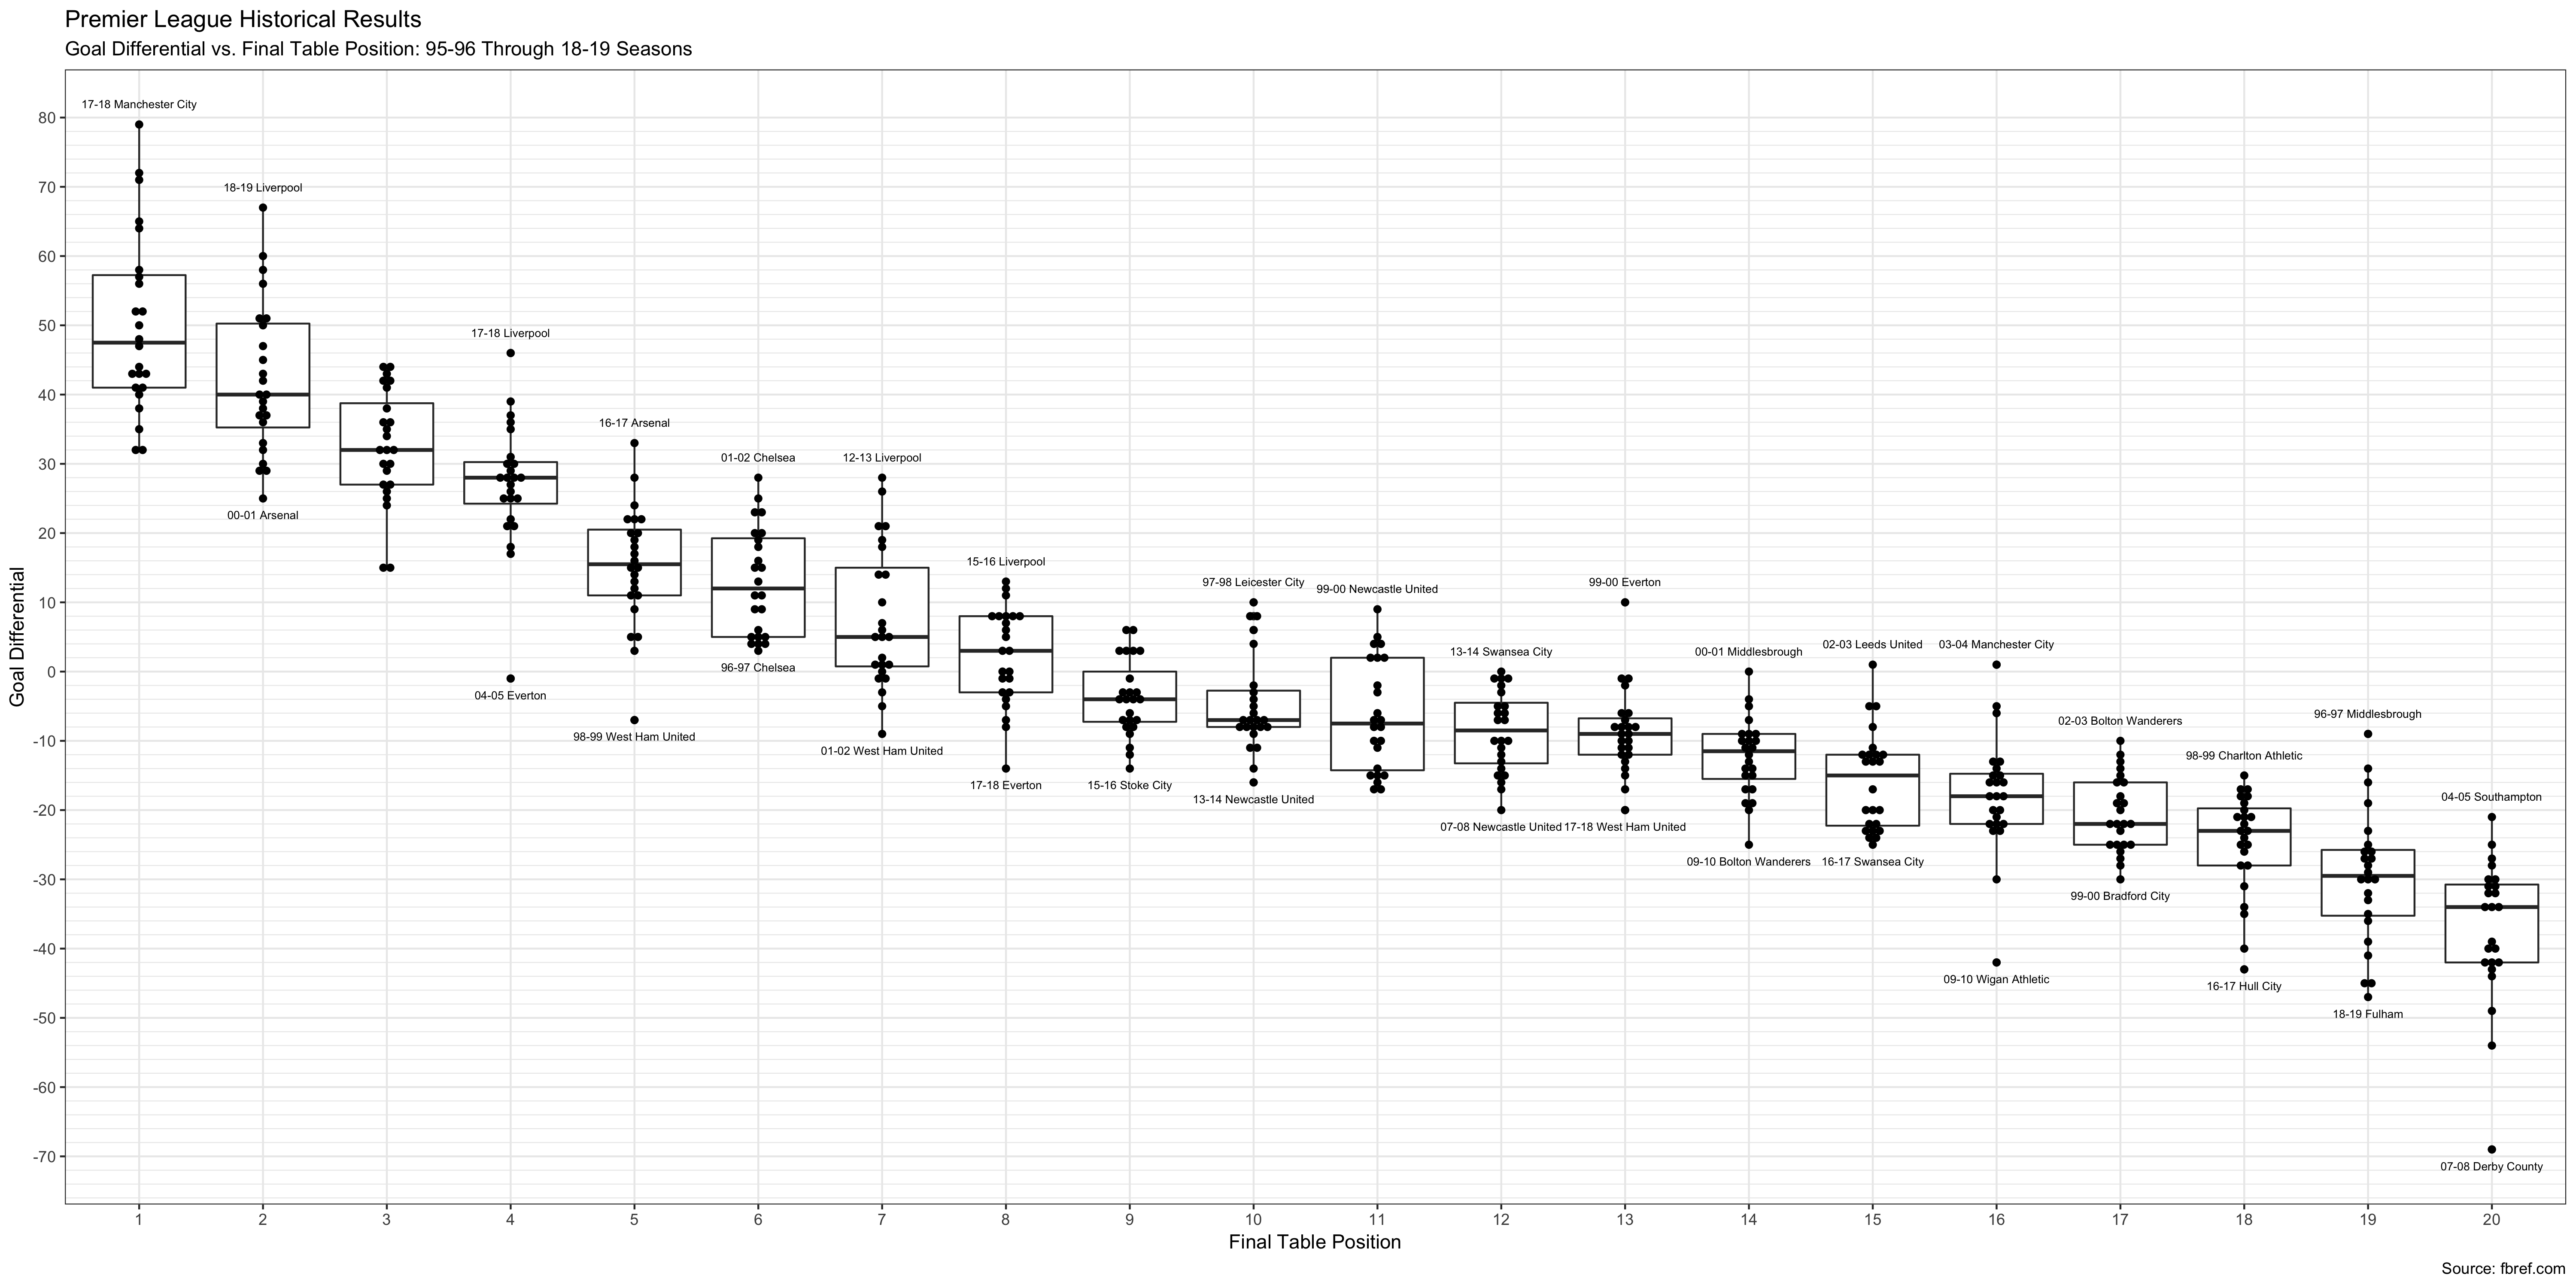 Premier League Historical Results
Goal Differential vs. Final Table Position: 95-96 Through 18-19 Seasons
Goal Differential
80
70
60
50
40
30
20
10
0
-10
-20
-30
-40
-50
-60
-70
17-18 Manchester City
18-19 Liverpool
00-01 Arsenal
17-18 Liverpool
04-05 Everton
16-17 Arsenal
98-99 West Ham United
01-02 Chelsea
96-97 Chelsea
12-13 Liverpool
01-02 West Ham United
15-16 Liverpool
17-18 Everton
15-16 Stoke City
97-98 Leicester City
13-14 Newcastle United
99-00 Newcastle United
13-14 Swansea City
07-08 Newcastle United
99-00 Everton
17-18 West Ham United
00-01 Middlesbrough
09-10 Bolton Wanderers
02-03 Leeds United
16-17 Swansea City
03-04 Manchester City
09-10 Wigan Athletic
02-03 Bolton Wanderers
99-00 Bradford City
98-99 Charlton Athletic
16-17 Hull City
96-97 Middlesbrough
18-19 Fulham
04-05 Southampton
07-08 Derby County
1 2 3 4 5 6 7 8 9 10 11 12 13 14 15 16 17 18 19 20
Final Table Position
Source: fbref.com